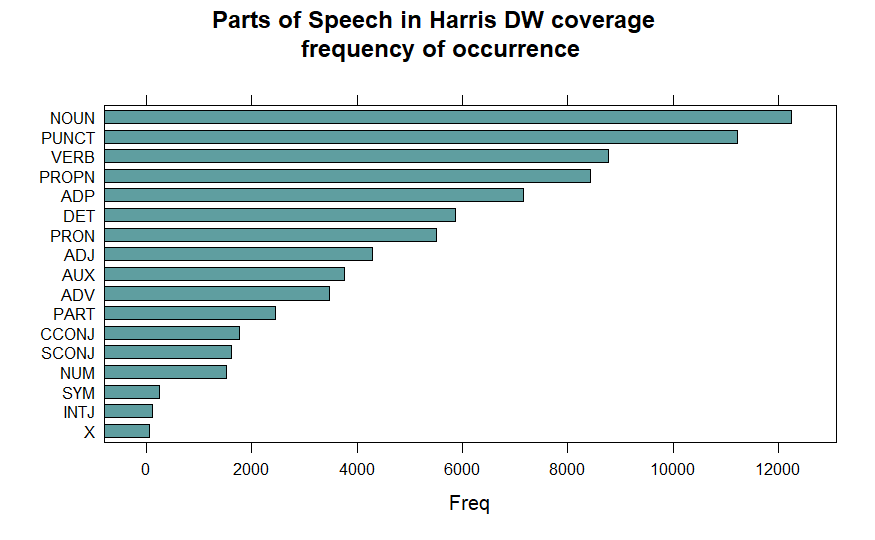 Parts of Speech in Harris DW coverage
frequency of occurrence
NOUN
PUNCT
VERB
PROPN
ADP
DET
PRON
ADJ
AUX
ADV
PART
CCONJ
SCONJ
NUM
SYM
INTJ
X
0 2000 4000 6000 8000 10000 12000
Freq